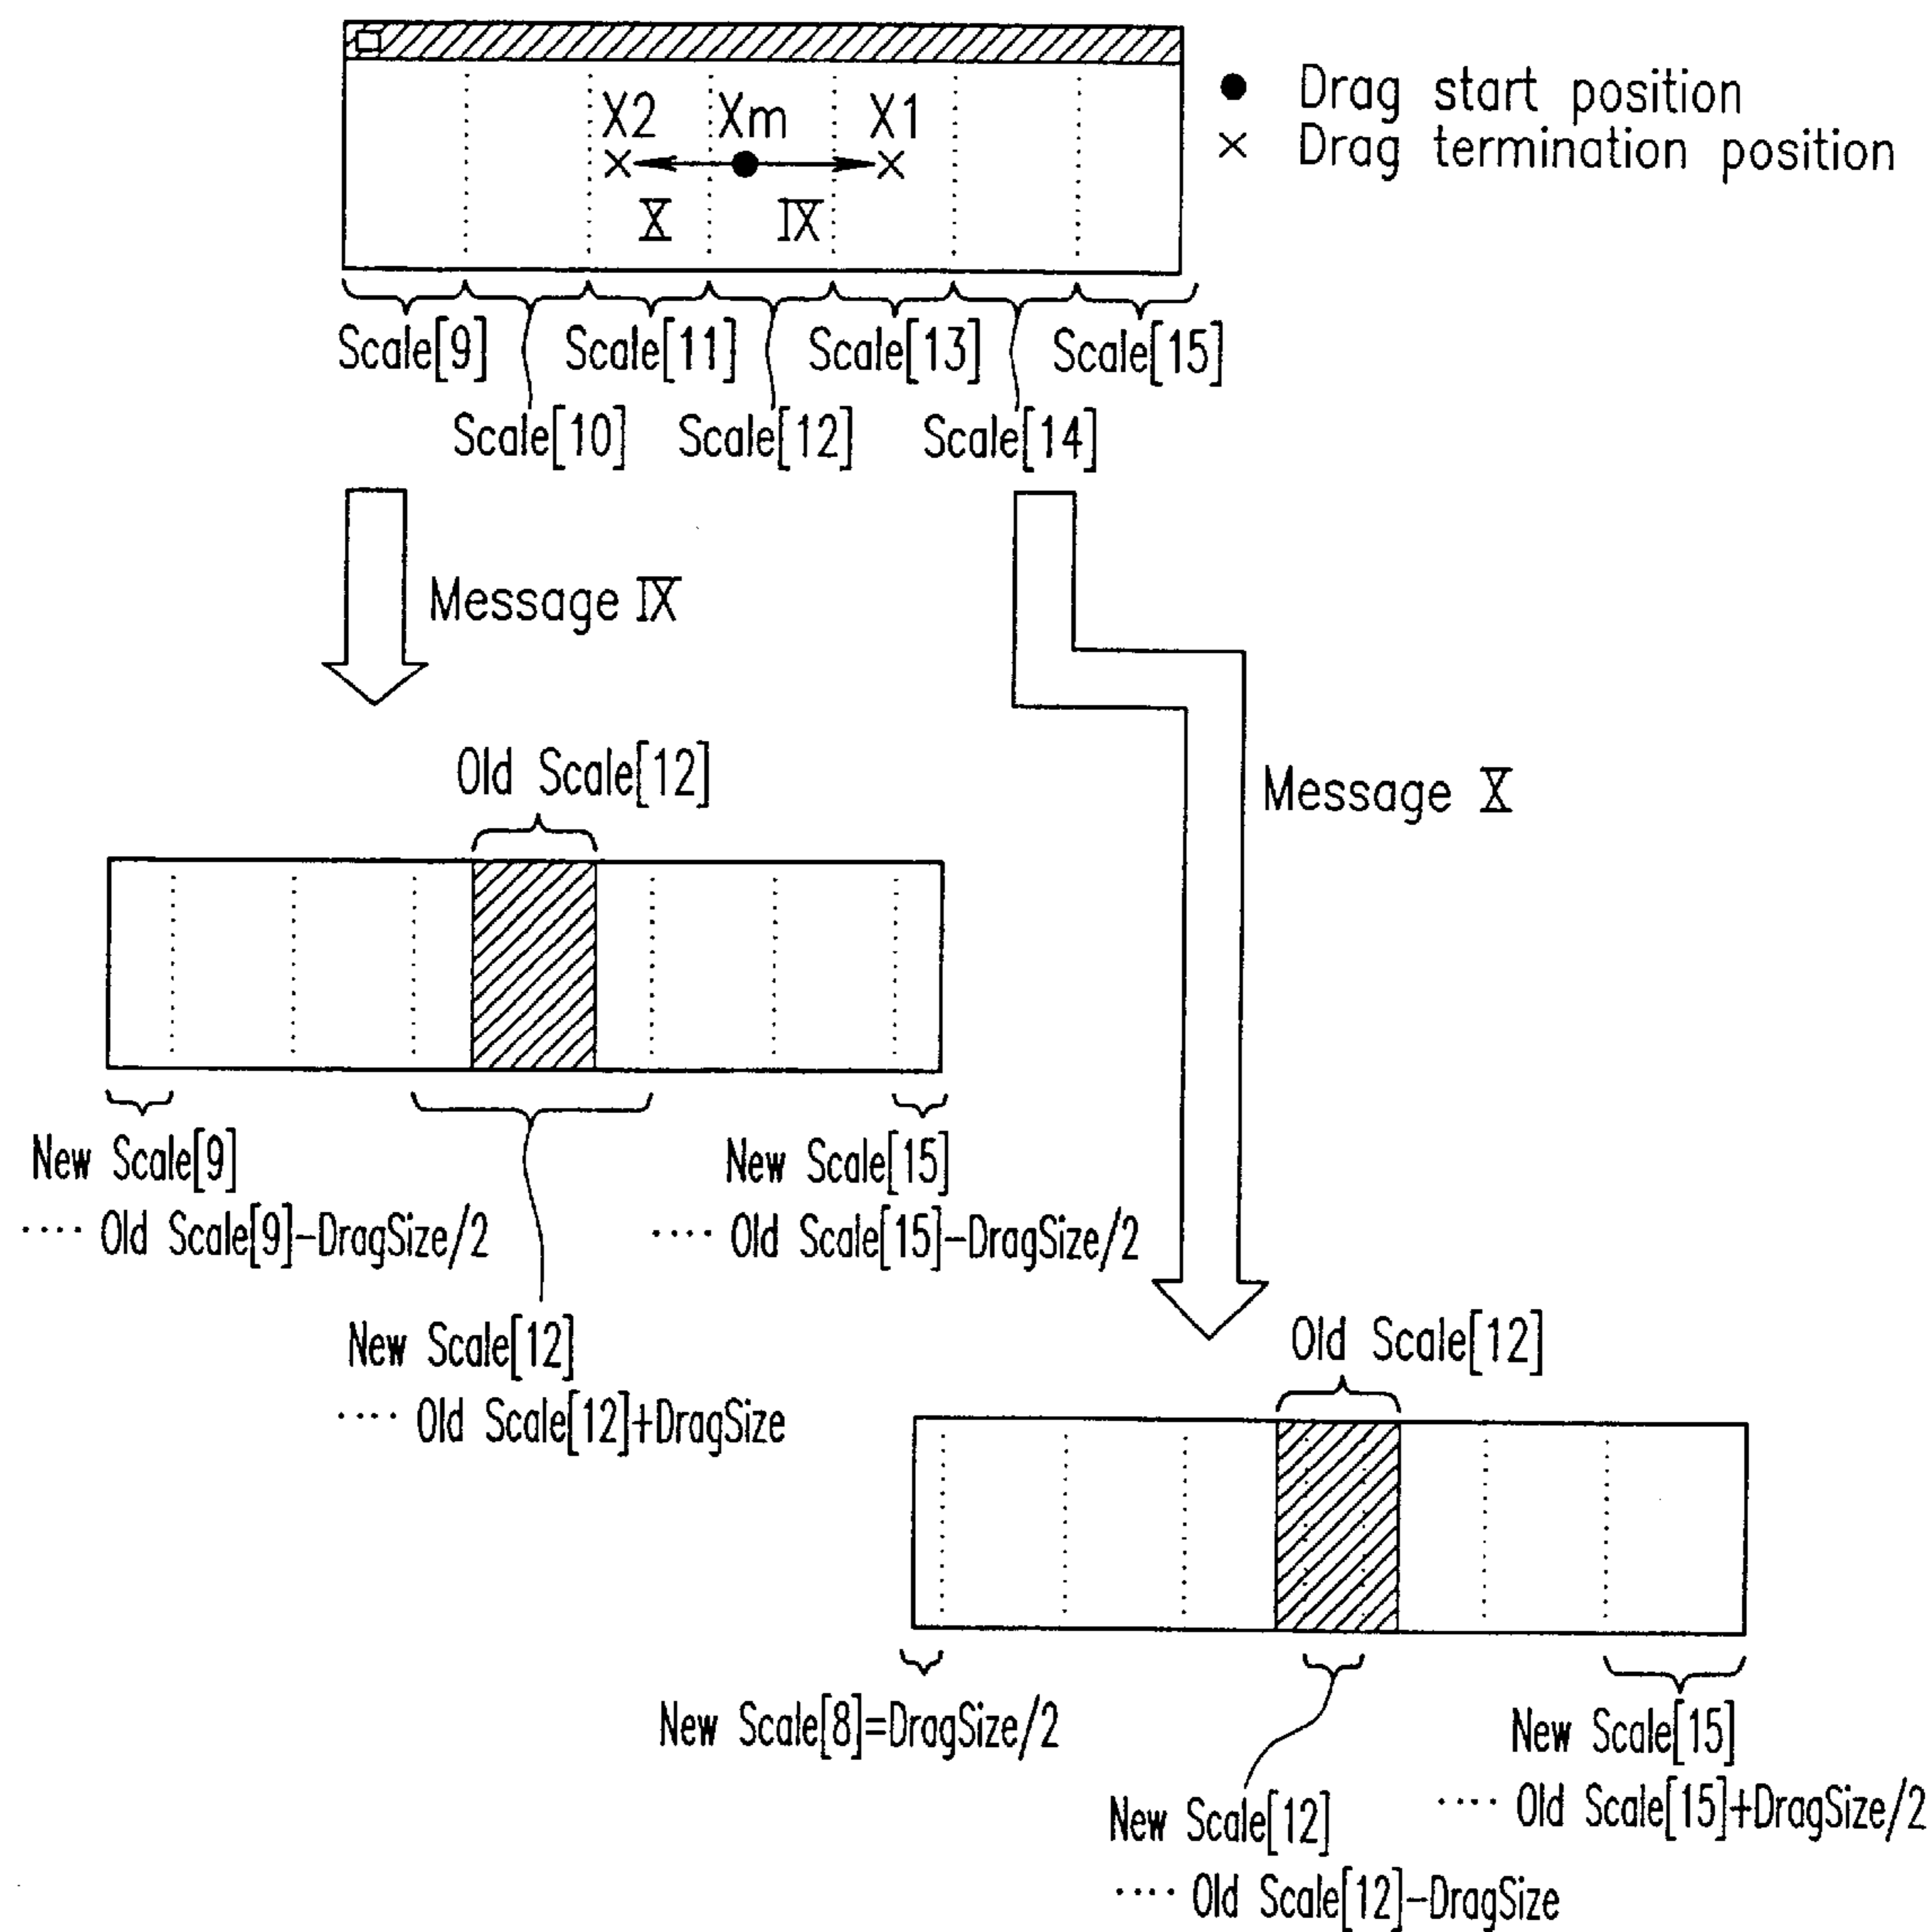 ● Drag start position
× Drag termination position
X2 Xm X1
X IX
Scale[9] Scale[11] Scale[13] Scale[15]
Scale[10] Scale[12] Scale[14]
Message IX
Message X
Old Scale[12]
New Scale[9]
···· Old Scale[9]-DragSize/2
New Scale[15]
···· Old Scale[15]-DragSize/2
New Scale[12]
···· Old Scale[12]+DragSize
Old Scale[12]
New Scale[8]=DragSize/2
New Scale[15]
···· Old Scale[15]+DragSize/2
New Scale[12]
···· Old Scale[12]-DragSize